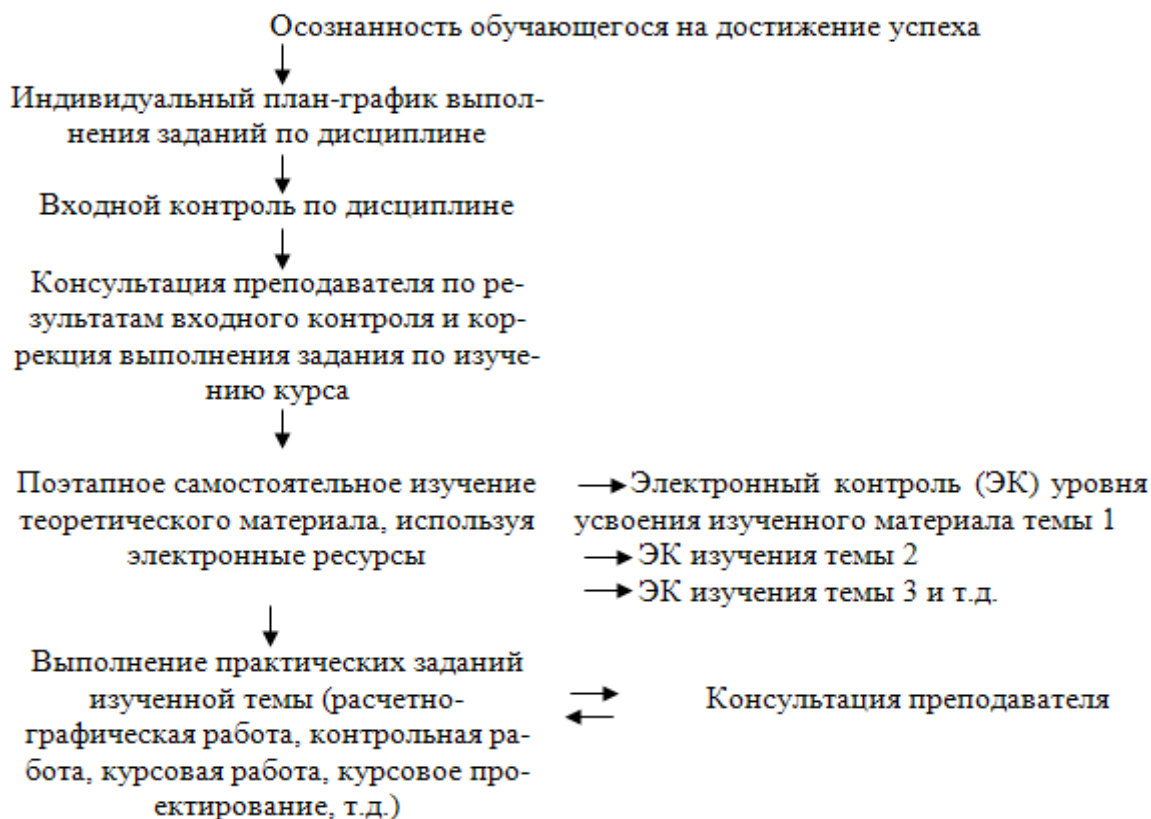 Осознанность обучающегося на достижение успеха
Индивидуальный план-график выпол-
нения заданий по дисциплине
Входной контроль по дисциплине
Консультация преподавателя по ре-
зультатам входного контроля и кор-
рекция выполнения задания по изуче-
нию курса
Поэтапное самостоятельное изучение
теоретического материала, используя
электронные ресурсы
Электронный контроль (ЭК) уровня
усвоения изученного материала темы 1
ЭК изучения темы 2
ЭК изучения темы 3 и т.д.
Выполнение практических заданий
изученной темы (расчетно-
графическая работа, контрольная ра-
бота, курсовая работа, курсовое про-
ектирование, т.д.)
Консультация преподавателя